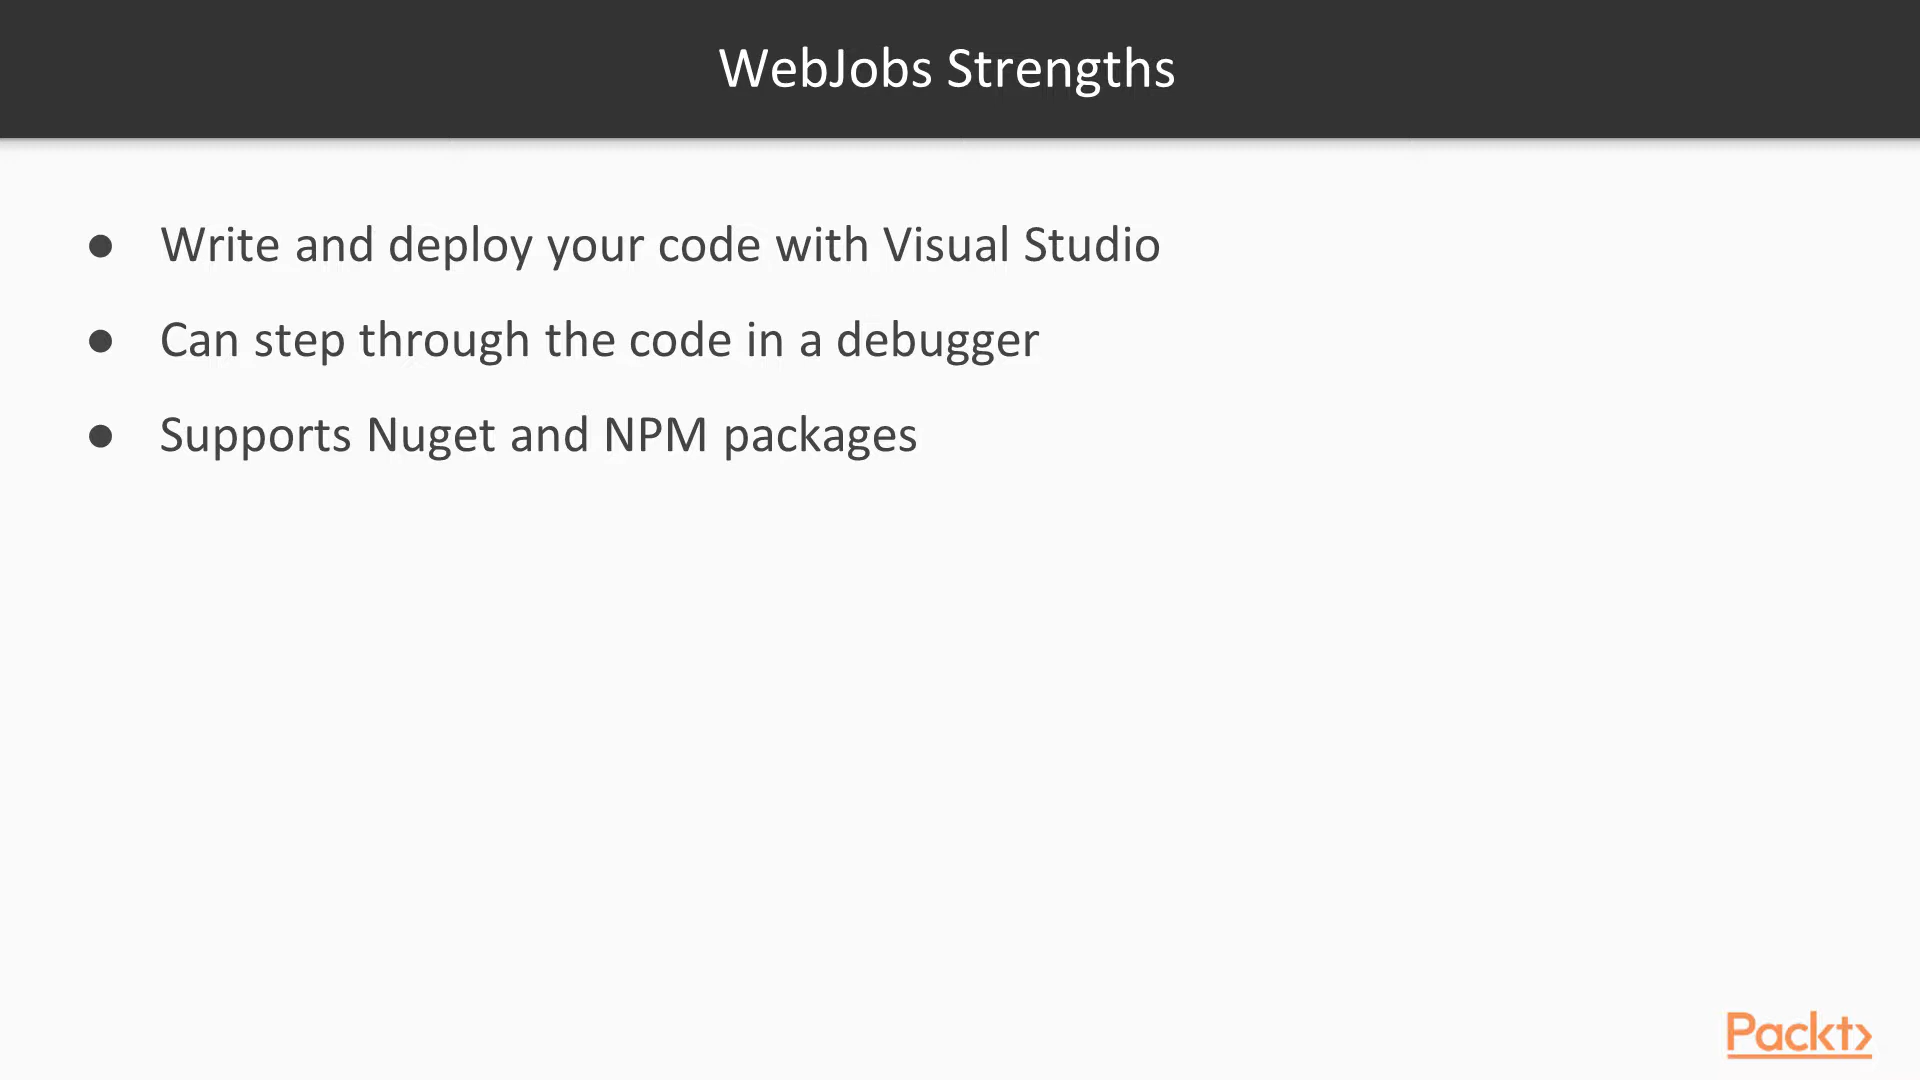 WebJobs Strengths
● Write and deploy your code with Visual Studio
● Can step through the code in a debugger
● Supports Nuget and NPM packages
Packt>